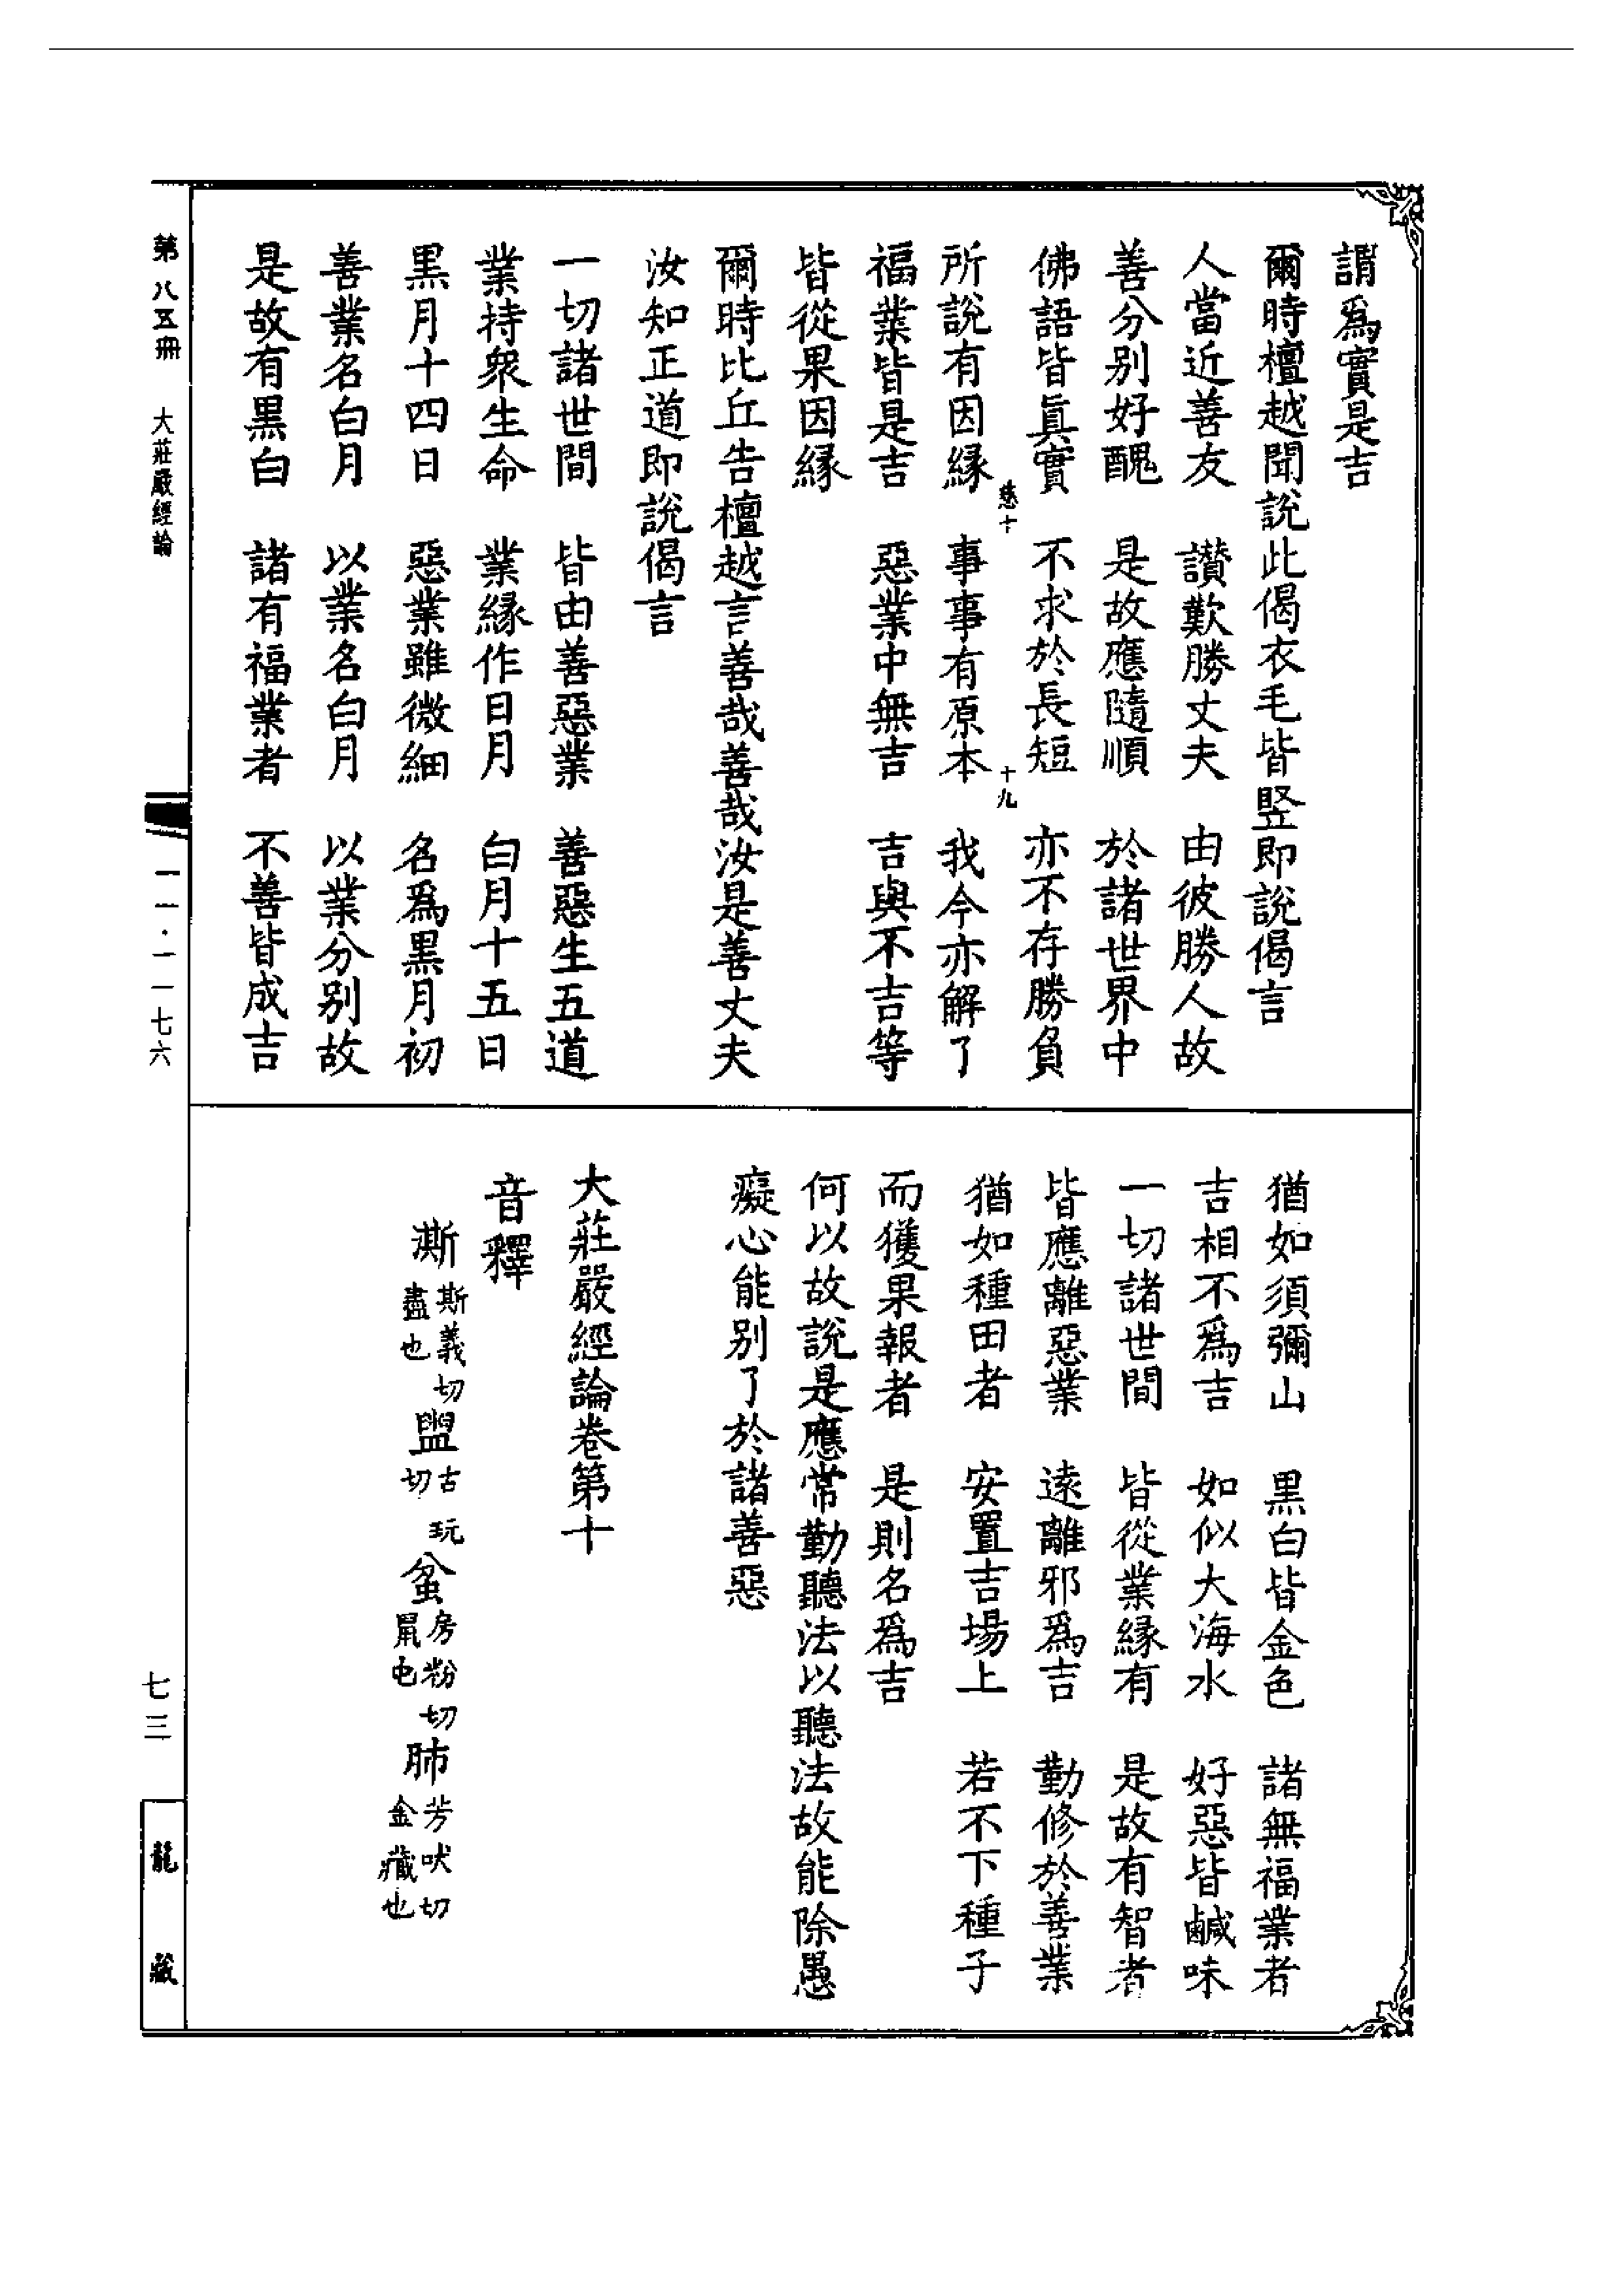 謂爲實是吉
爾時檀越聞說此偈衣毛皆竪即說偈言
人當近善友　讃歎勝丈夫　由彼勝人故
善分別好醜　是故應隨順　於諸世界中
佛語皆眞實　不求於長短　亦不存勝負
慈十　十九
所說有因縁　事事有原本　我今亦解了
福業皆是吉　惡業中無吉　吉與不吉等
皆從果因縁
爾時比丘告檀越言善哉善哉汝是善丈夫
汝知正道即說偈言
一切諸世間　皆由善惡業　善惡生五道
業持衆生命　業縁作日月　白月十五日
黒月十四日　惡業雖微細　名爲黒月初
善業名白月　以業名白月　以業分別故
是故有黒白　諸有福業者　不善皆成吉
猶如須彌山　黒白皆金色　諸無福業者
吉相不爲吉　如似大海水　好惡皆鹹味
一切諸世間　皆從業縁有　是故有智者
皆應離惡業　遠離邪爲吉　勤修於善業
猶如種田者　安置吉場上　若不下種子
而獲果報者　是則名爲吉
何以故說是應常勤聽法以聽法故能除愚
癡心能別了於諸善惡
大莊嚴經論卷第十
音釋
澌斯義切盡也　盥古玩切　坌房粉切　肺芳吠切金藏也
第八五冊　大莊嚴經論　一一·一一七六　七三　龍藏